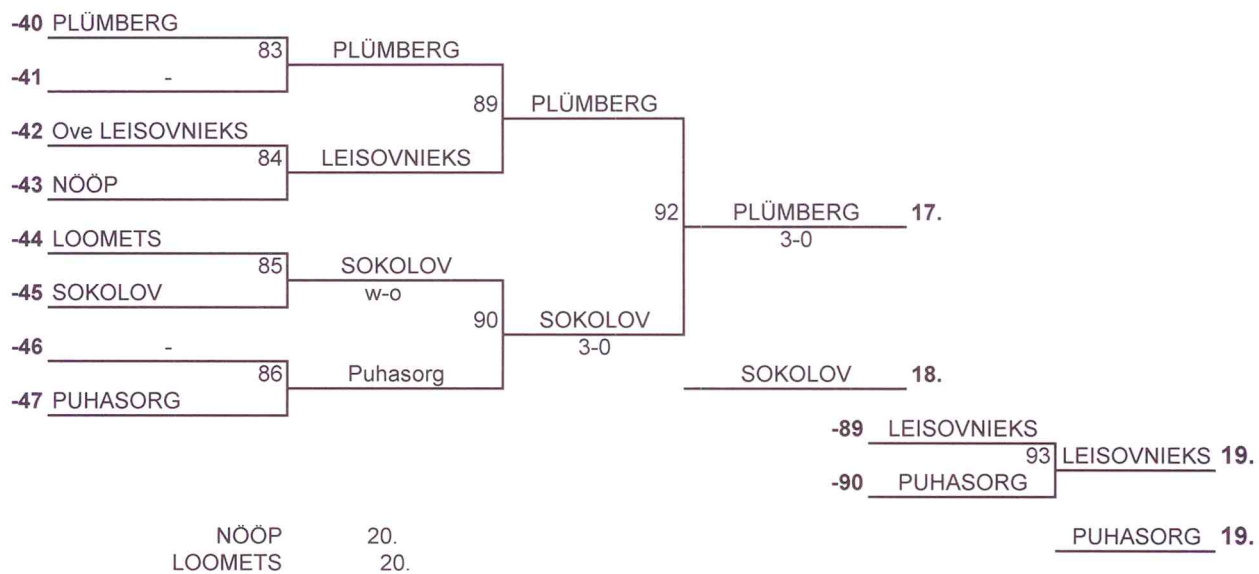 -40 PLÜMBERG
83 PLÜMBERG
-41 -
89 PLÜMBERG
-42 Ove LEISOVNIEKS
84 LEISOVNIEKS
-43 NÖÖP
92 PLÜMBERG 17.
3-0
-44 LOOMETS
85 SOKOLOV
w-o
-45 SOKOLOV
90 SOKOLOV
3-0
-46 -
86 Puhasorg
-47 PUHASORG
SOKOLOV 18.
-89 LEISOVNIEKS
93 LEISOVNIEKS 19.
-90 PUHASORG
NÖÖP 20.
PUHASORG 19.
LOOMETS 20.